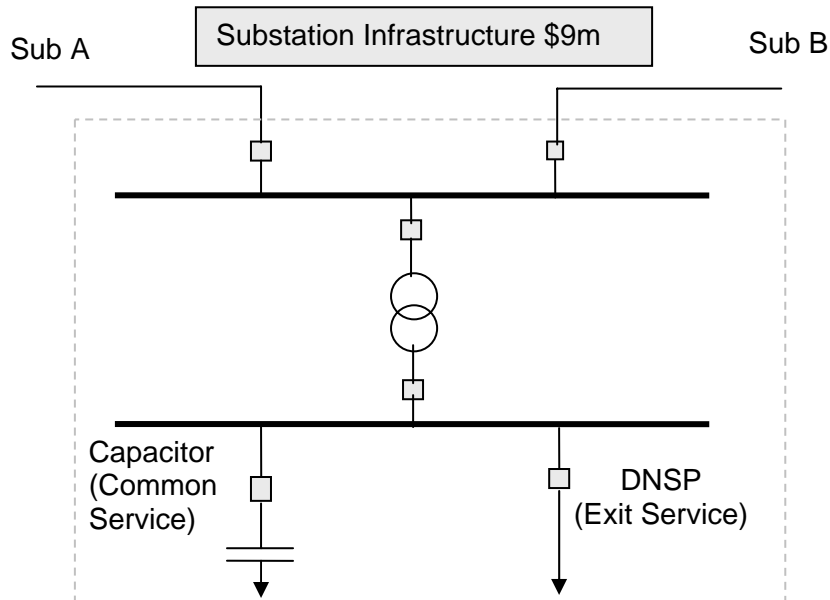 Substation Infrastructure $9m
Sub A
Sub B
Capacitor
(Common
Service)
DNSP
(Exit Service)